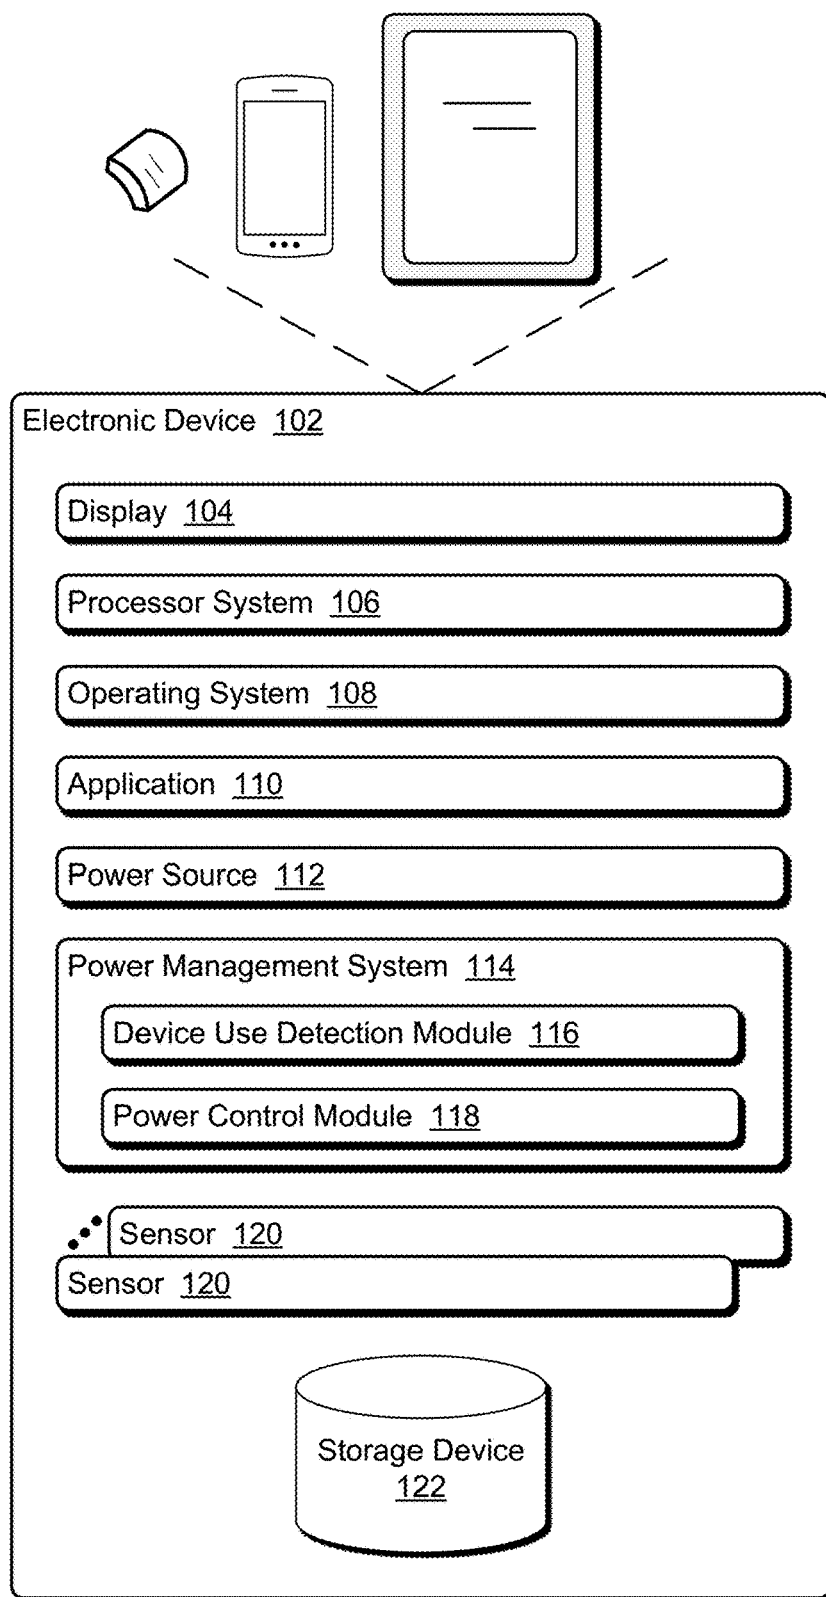 Electronic Device 102
Display 104
Processor System 106
Operating System 108
Application 110
Power Source 112
Power Management System 114
Device Use Detection Module 116
Power Control Module 118
Sensor 120
Sensor 120
Storage Device
122